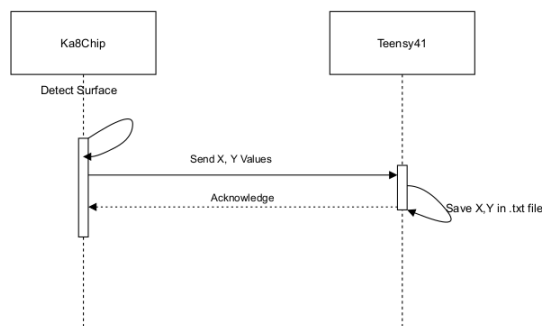 Ka8Chip
Teensy41
Detect Surface
Send X, Y Values
Acknowledge
Save X,Y in .txt file